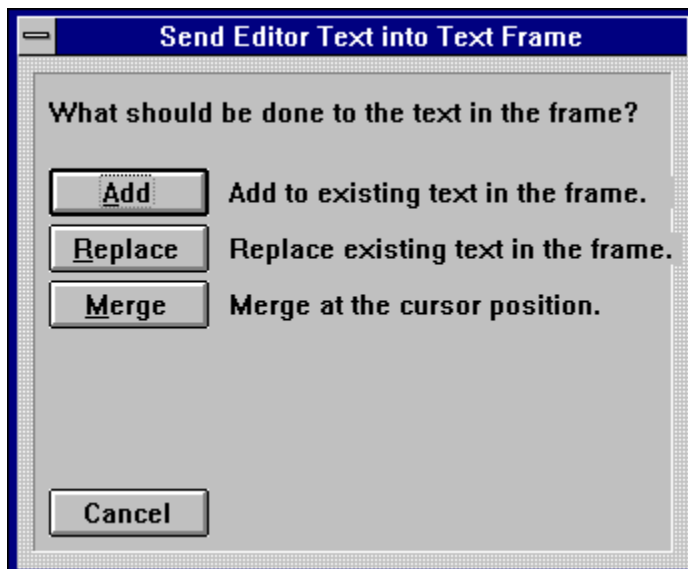 Send Editor Text into Text Frame
What should be done to the text in the frame?
Add Add to existing text in the frame.
Replace Replace existing text in the frame.
Merge Merge at the cursor position.
Cancel